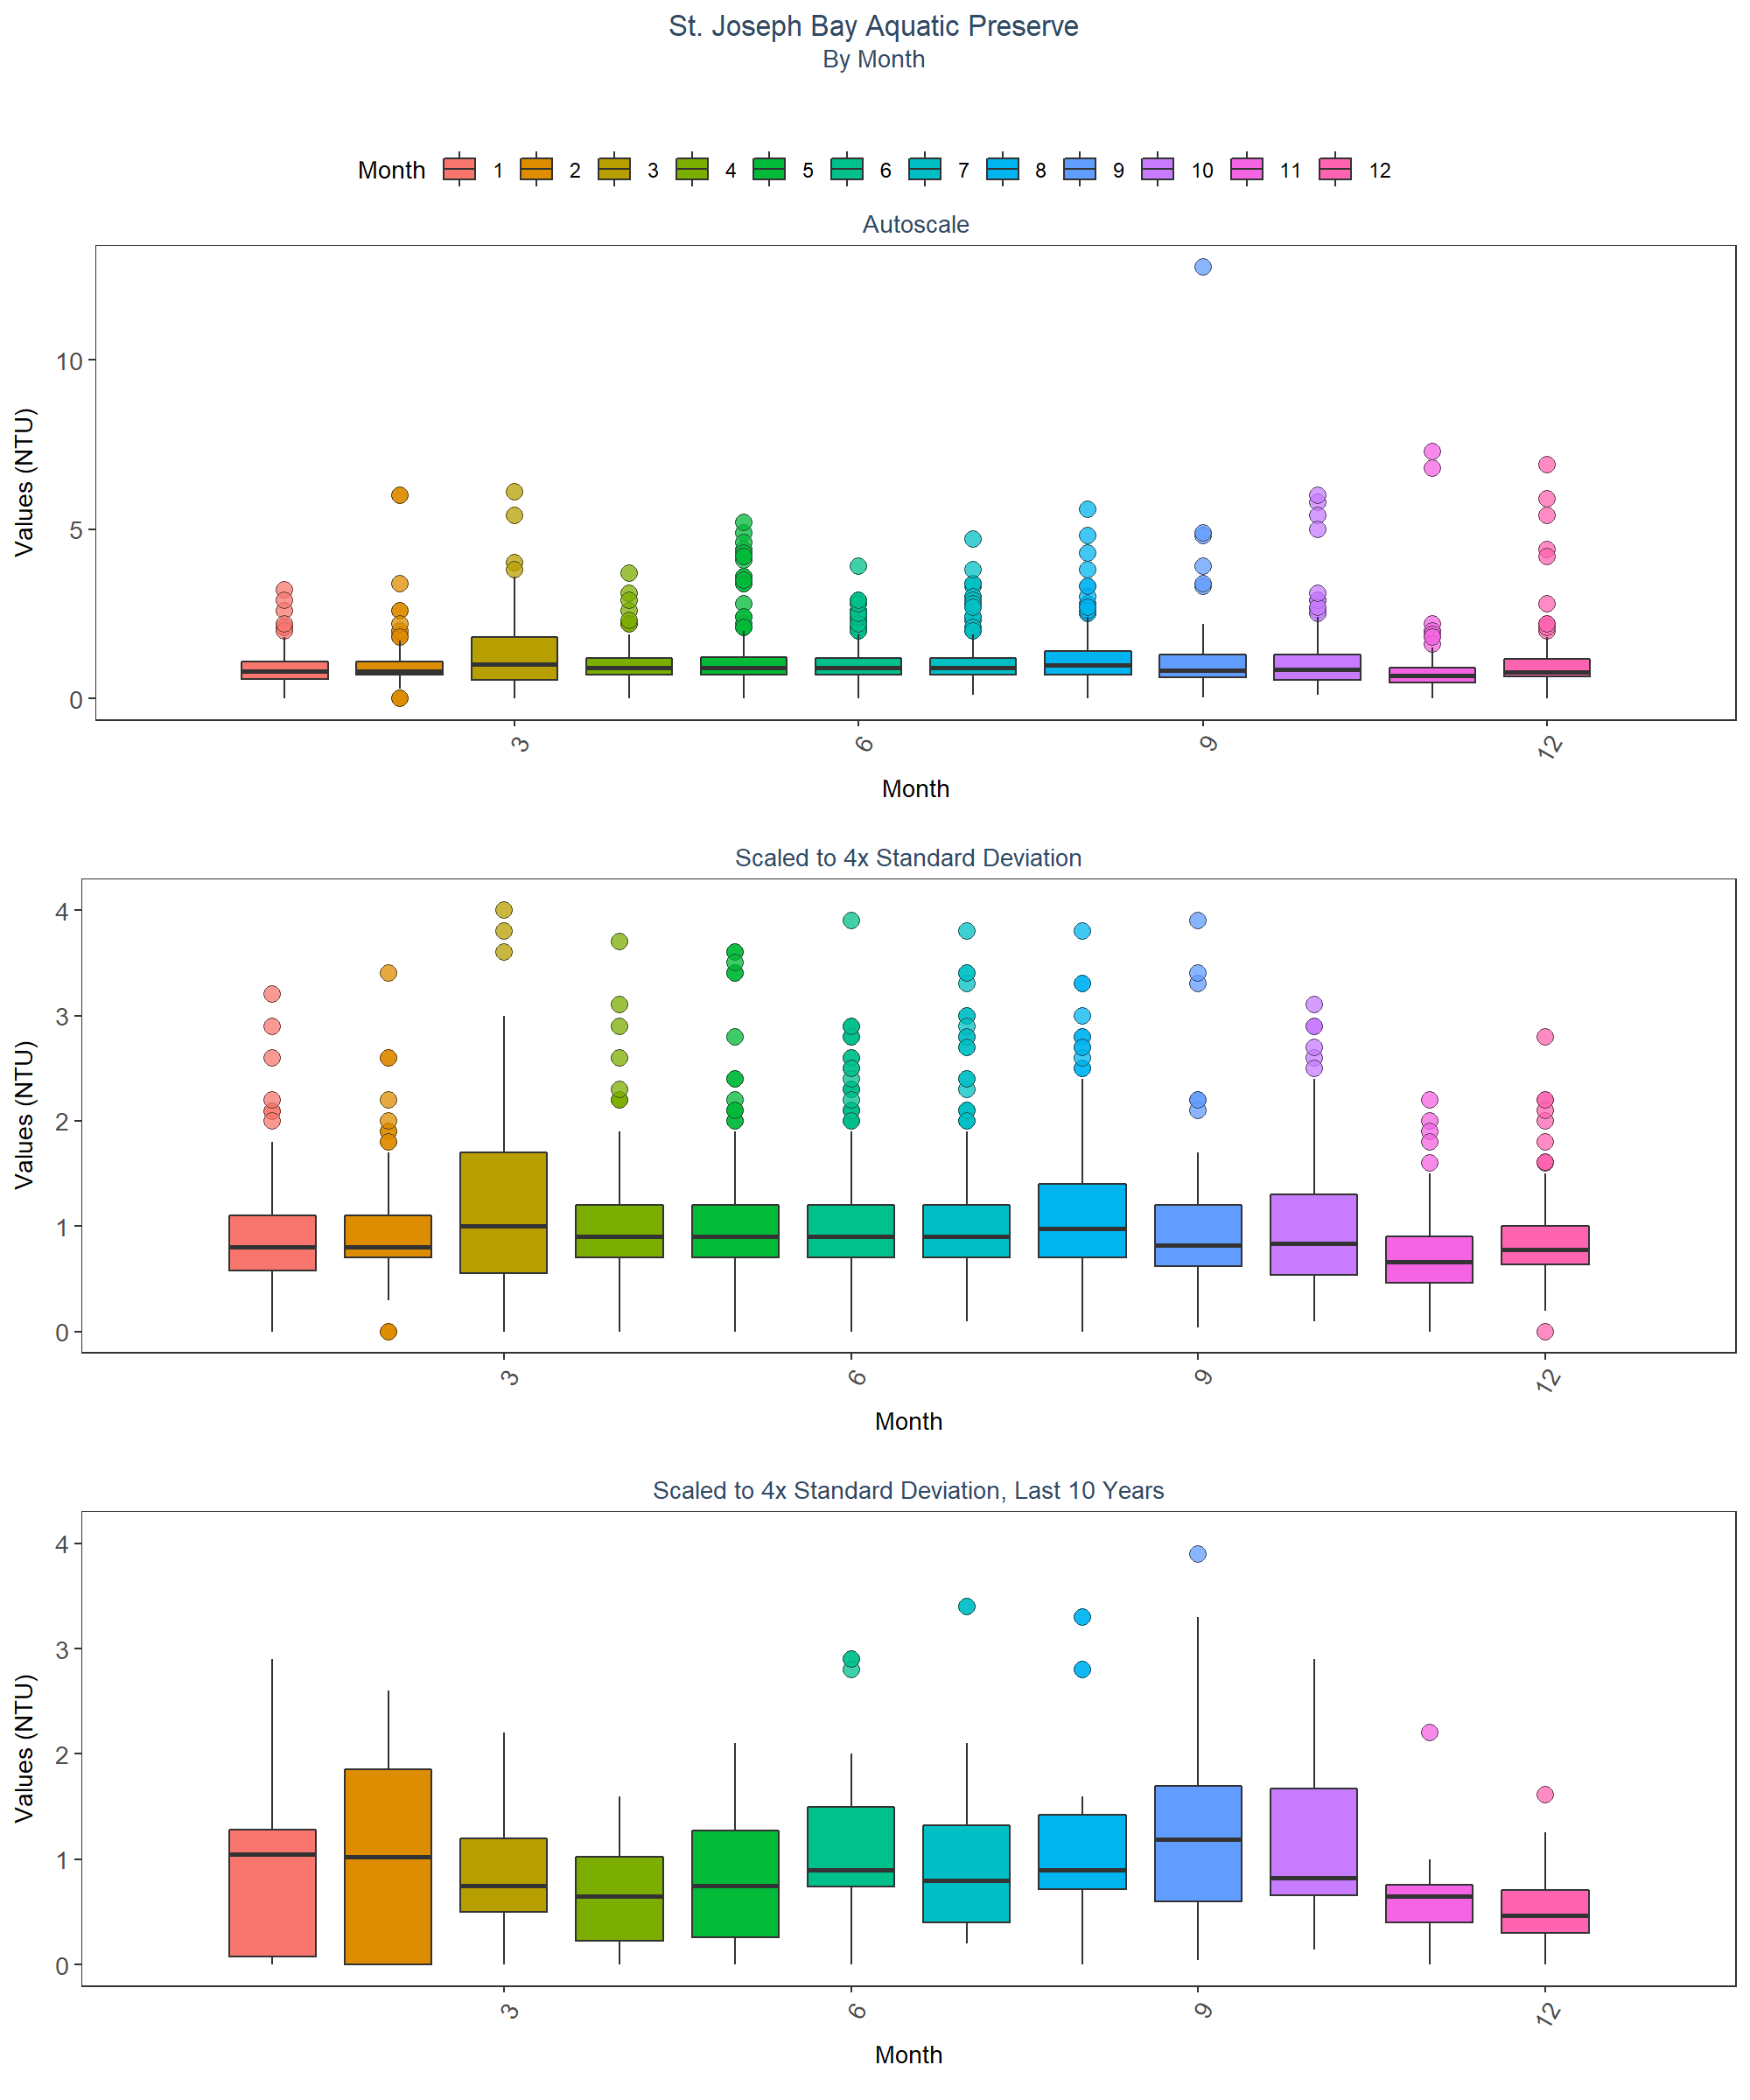 St. Joseph Bay Aquatic Preserve
By Month
Month 1 2 3 4 5 6 7 8 9 10 11 12
Autoscale
Values (NTU)
10
5
0
3 6 9 12
Month
Scaled to 4x Standard Deviation
Values (NTU)
4
3
2
1
0
3 6 9 12
Month
Scaled to 4x Standard Deviation, Last 10 Years
Values (NTU)
4
3
2
1
0
3 6 9 12
Month